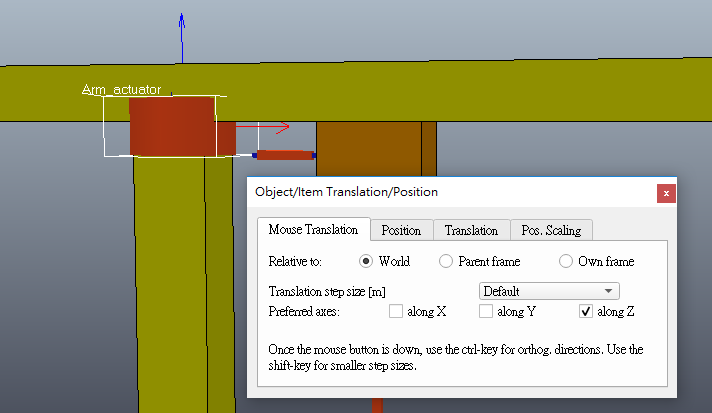 Arm_actuator
Object/Item Translation/Position
x
Mouse Translation Position Translation Pos. Scaling
Relative to: World Parent frame Own frame
Translation step size [m] Default
Preferred axes: along X along Y along Z
Once the mouse button is down, use the ctrl-key for orthog. directions. Use the
shift-key for smaller step sizes.